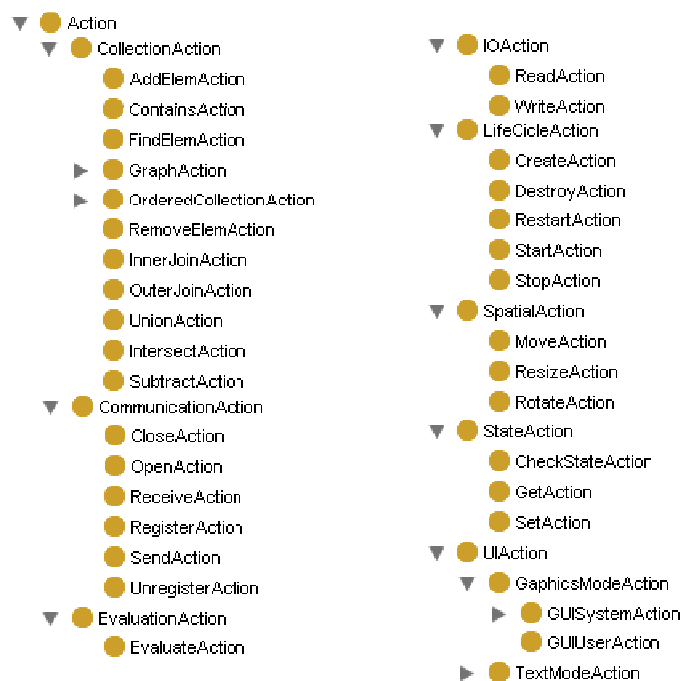 Action
CollectionAction
AddElemAction
ContainsAction
FindElemAction
GraphAction
OrderedCollectionAction
RemoveElemAction
InnerJoinAction
OuterJoinAction
UnionAction
IntersectAction
SubtractAction
CommunicationAction
CloseAction
OpenAction
ReceiveAction
RegisterAction
SendAction
UnregisterAction
EvaluationAction
EvaluateAction
IOAction
ReadAction
WriteAction
LifeCicleAction
CreateAction
DestroyAction
RestartAction
StartAction
StopAction
SpatialAction
MoveAction
ResizeAction
RotateAction
StateAction
CheckStateAction
GetAction
SetAction
UIAction
GaphicsModeAction
GUISystemAction
GUIUserAction
TextModeAction